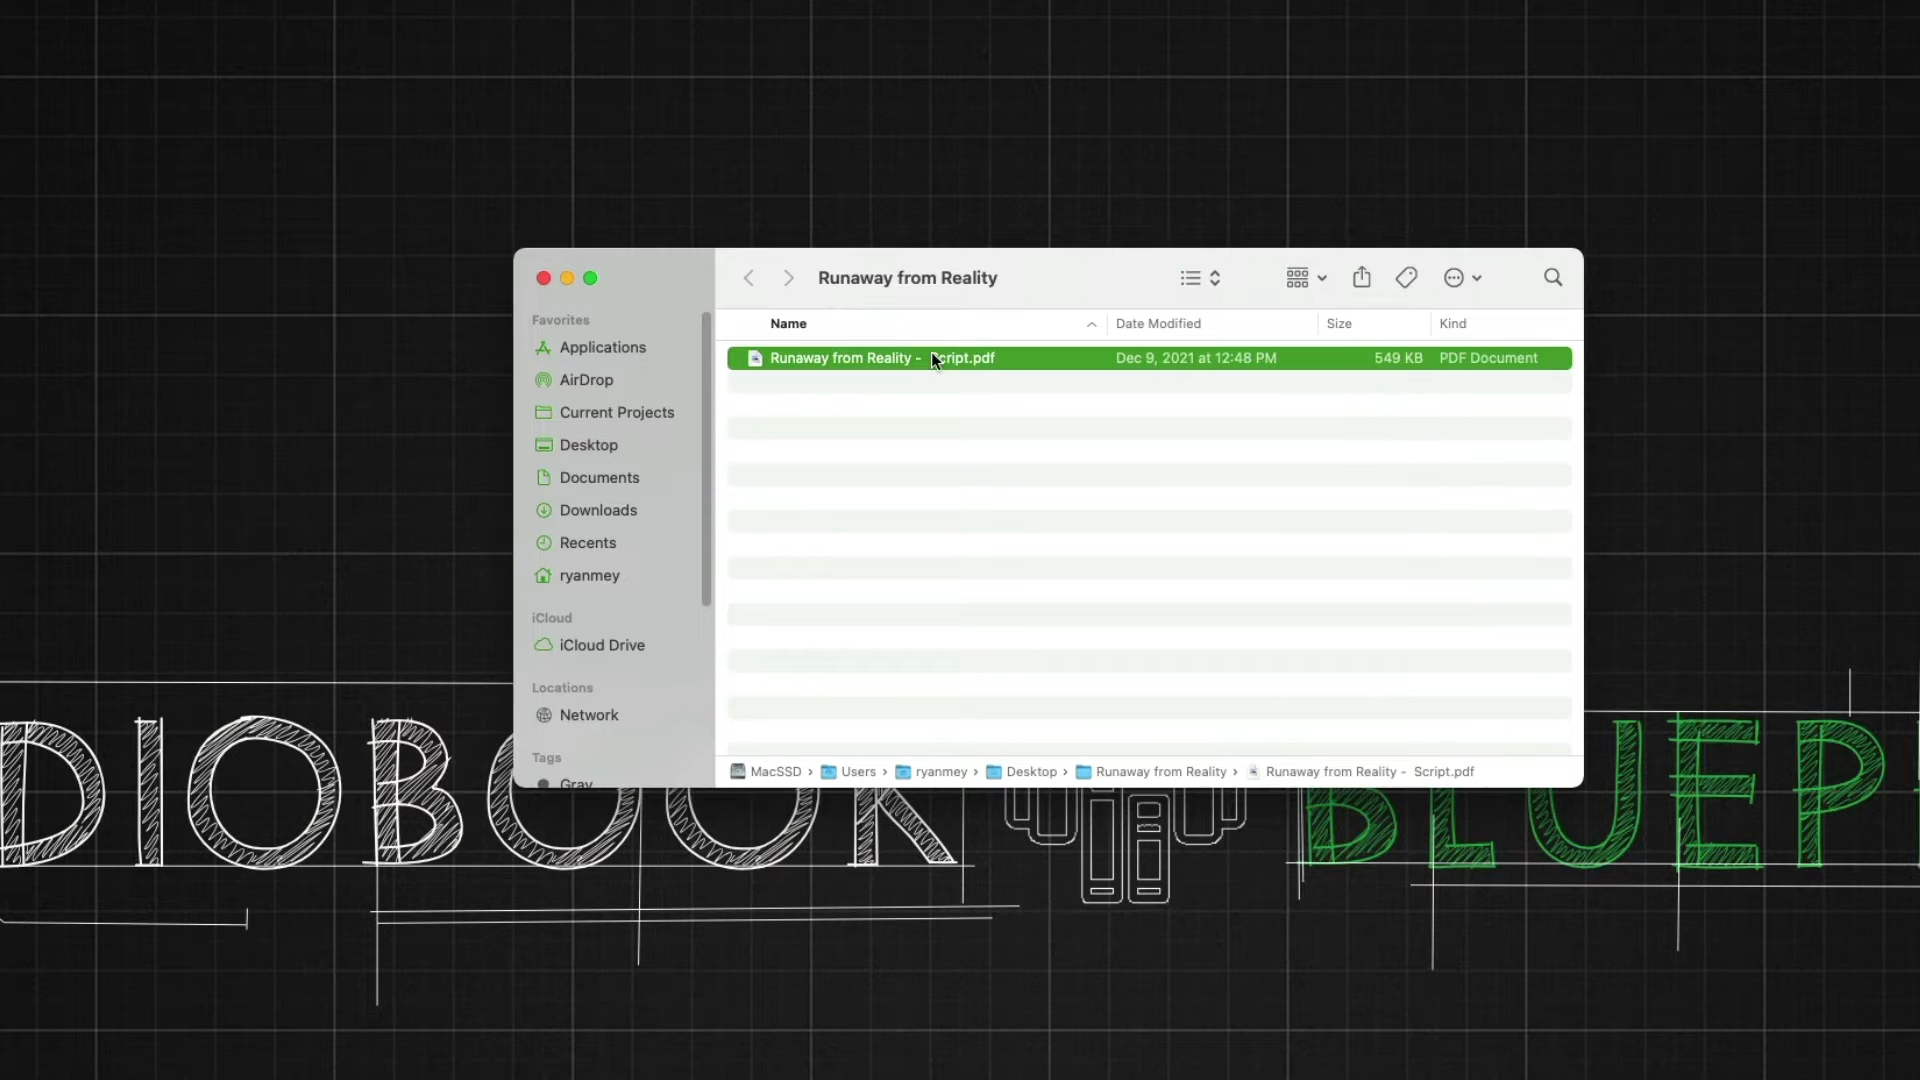 Runaway from Reality
Favorites
Applications
AirDrop
Current Projects
Desktop
Documents
Downloads
Recents
ryanmey
iCloud
iCloud Drive
Locations
Network
Tags
Gray
Name Date Modified Size Kind
Runaway from Reality - Script.pdf Dec 9, 2021 at 12:48 PM 549 KB PDF Document
MacSSD › Users › ryanmey › Desktop › Runaway from Reality › Runaway from Reality - Script.pdf
DIOBOOK BLUEP